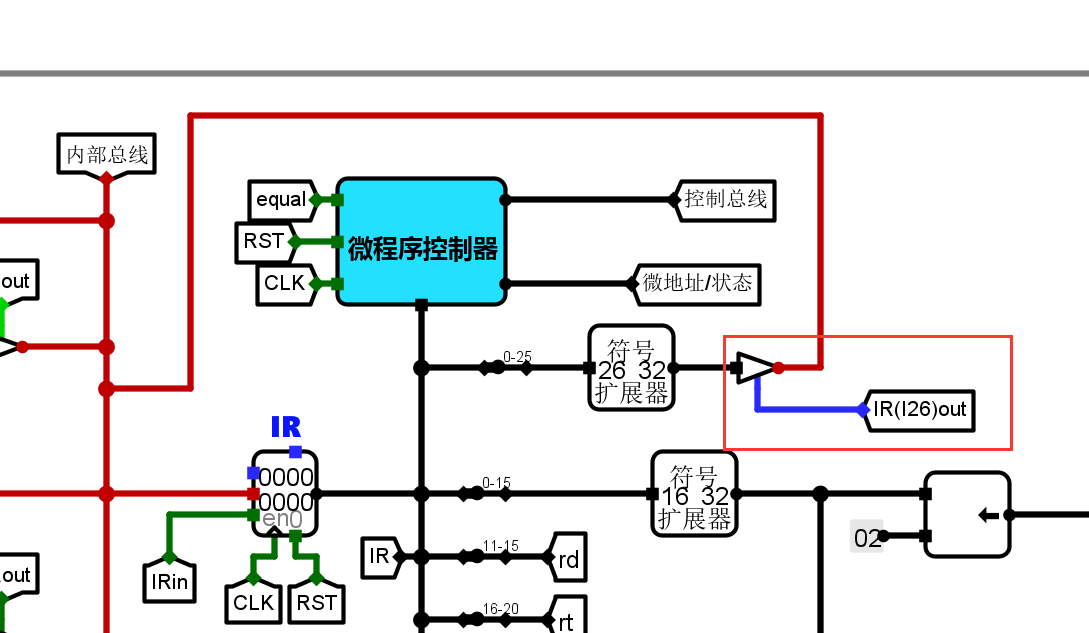 内部总线
equal
RST
CLK
微程序控制器
控制总线
微地址/状态
out
0-25
符号
26 32
扩展器
IR(I26)out
IR
0000
0000
en0
0-15
符号
16 32
扩展器
02
IRin
CLK
RST
IR
11-15
rd
out
16-20
rt